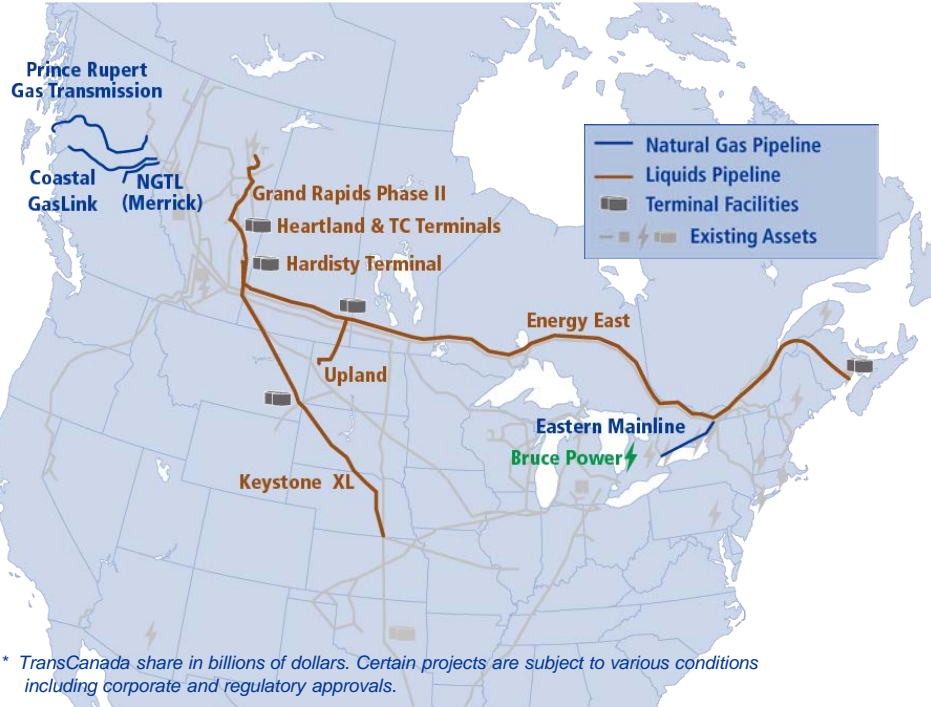 Prince Rupert
Gas Transmission
Coastal
GasLink
NGTL
(Merrick)
Grand Rapids Phase II
Heartland & TC Terminals
Hardisty Terminal
Natural Gas Pipeline
Liquids Pipeline
Terminal Facilities
Existing Assets
Energy East
Upland
Eastern Mainline
Bruce Power
Keystone XL
* TransCanada share in billions of dollars. Certain projects are subject to various conditions
including corporate and regulatory approvals.